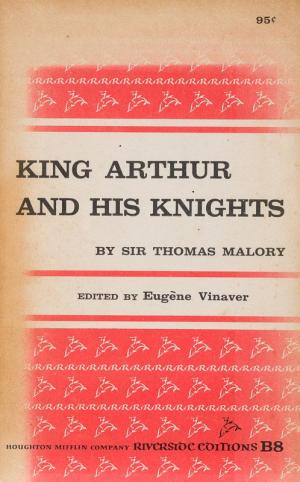 95¢
KING ARTHUR
AND HIS KNIGHTS
BY SIR THOMAS MALORY
EDITED BY Eugène Vinaver
HOUGHTON MIFFLIN COMPANY RIVERSIDE EDITIONS B8